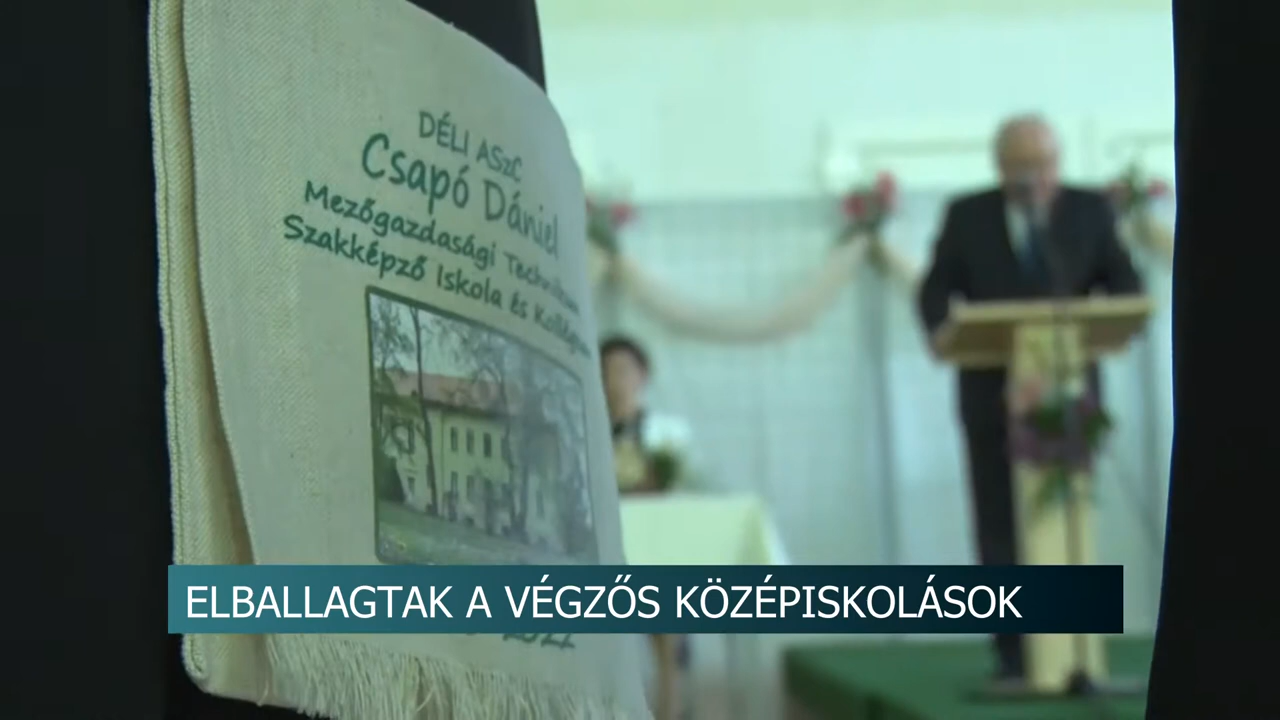 DÉLI ASzC
Csapó Dániel
Mezőgazdasági Technikum
Szakképző Iskola és Kollégium
ELBALLAGTAK A VÉGZŐS KÖZÉPISKOLÁSOK